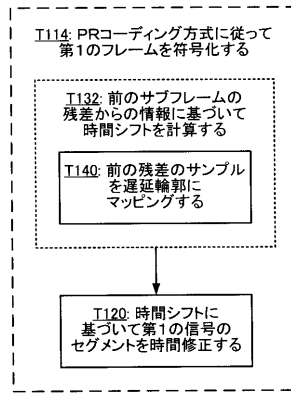 T114: PRコーディング方式に従って
第1のフレームを符号化する
T132: 前のサブフレームの
残差からの情報に基づいて
時間シフトを計算する
T140: 前の残差のサンプル
を遅延輪郭に
マッピングする
T120: 時間シフトに
基づいて第1の信号の
セグメントを時間修正する